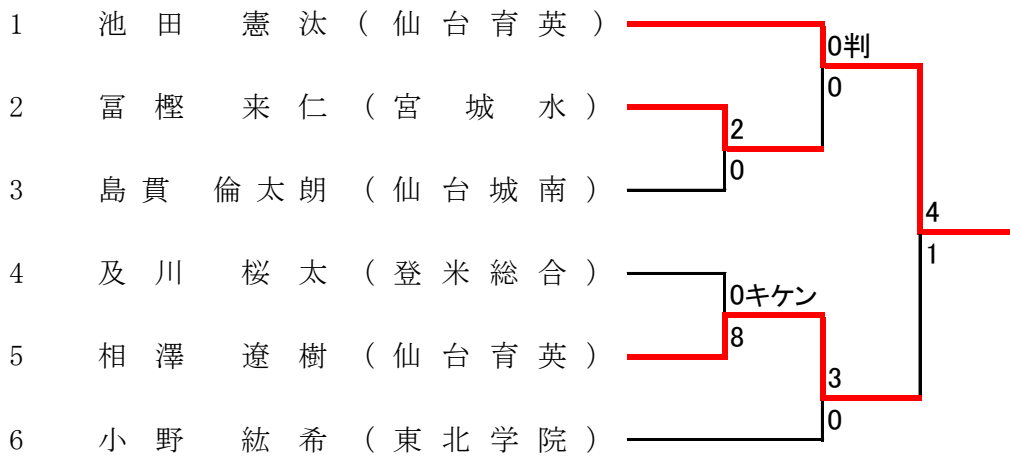 1 池田 憲汰 (仙台育英)
0判
0
2 冨樫 来仁 (宮城水)
2
0
3 島貫 倫太朗 (仙台城南)
4
1
4 及川 桜太 (登米総合)
0キケン
8
5 相澤 遼樹 (仙台育英)
3
0
6 小野 紘希 (東北学院)